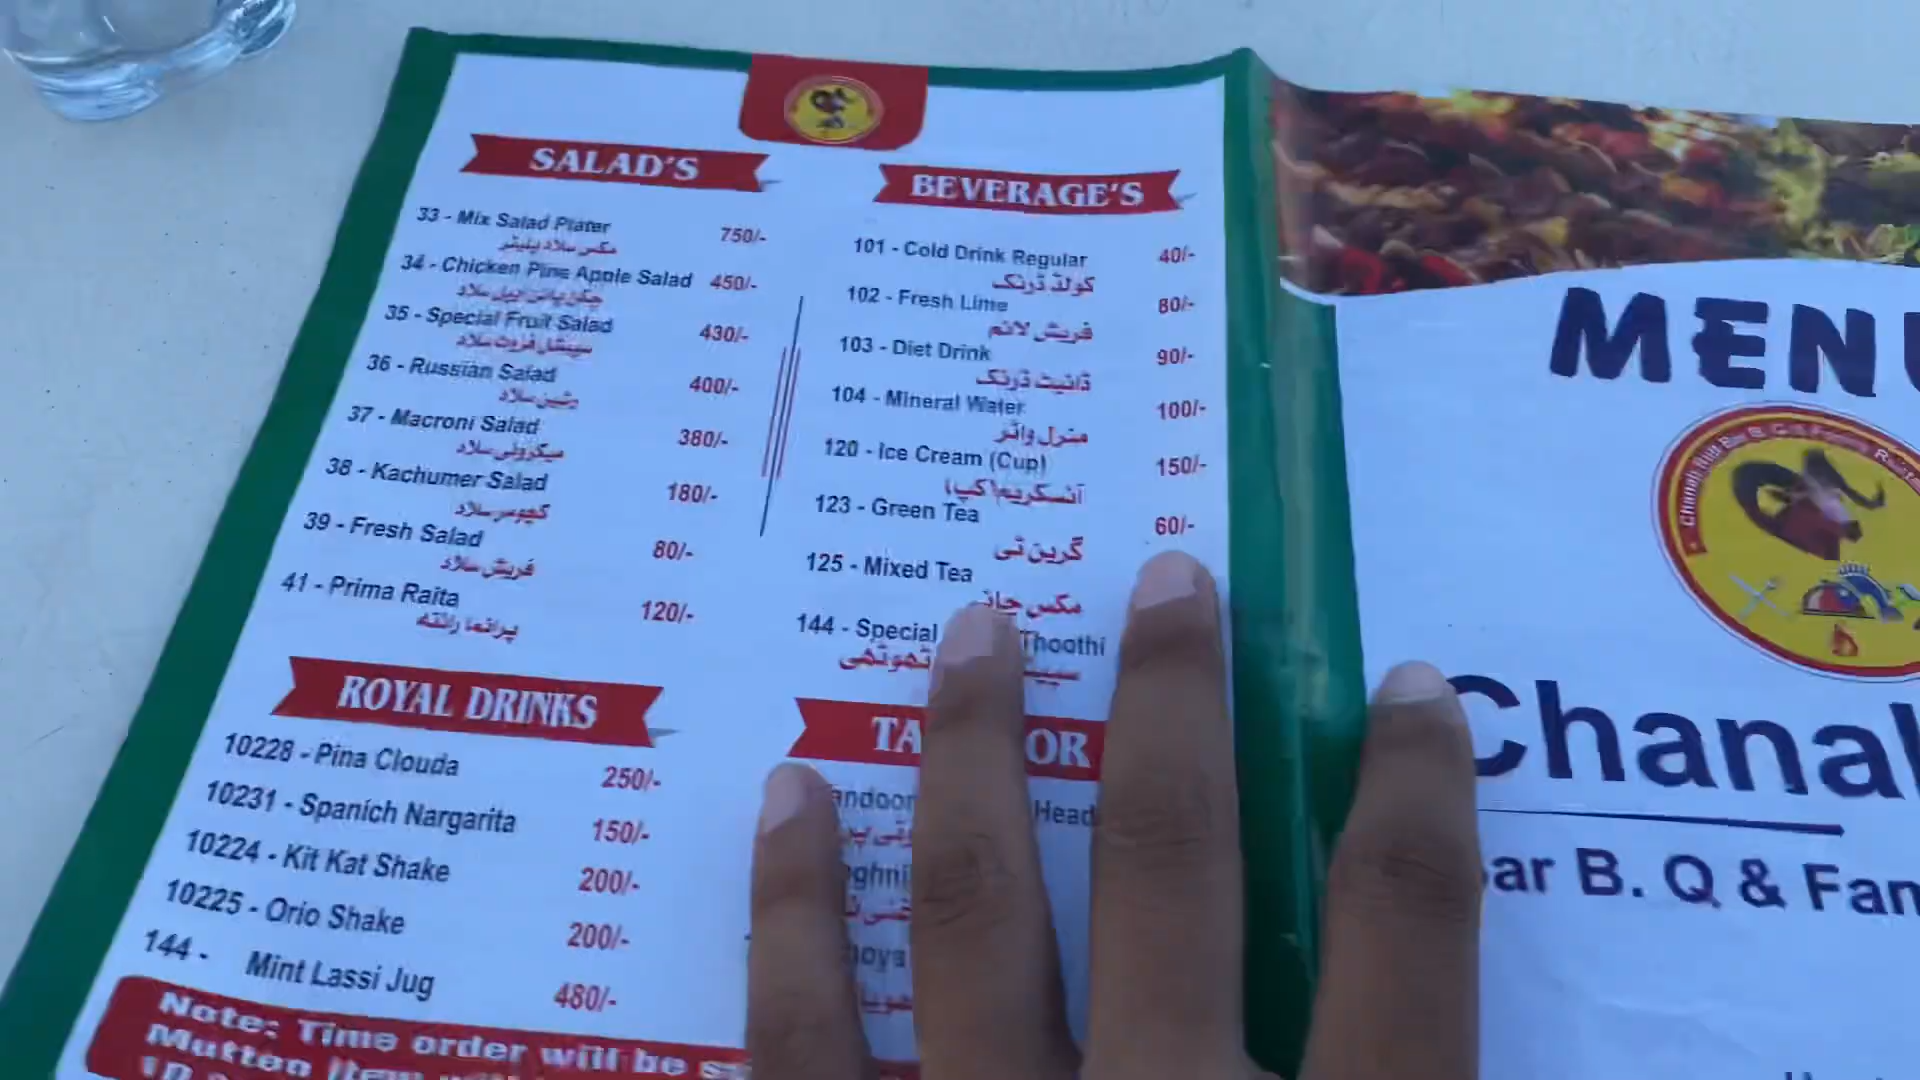 SALAD'S
33 - Mix Salad Plater 750/-
مکس سلاد پلیٹر
34 - Chicken Pine Apple Salad 450/-
چکن پائن ایپل سلاد
35 - Special Fruit Salad 430/-
سپیشل فروٹ سلاد
36 - Russian Salad 400/-
رشین سلاد
37 - Macroni Salad 380/-
میکرونی سلاد
38 - Kachumer Salad 180/-
کچومر سلاد
39 - Fresh Salad 80/-
فریش سلاد
41 - Prima Raita 120/-
پرائما رائتہ
ROYAL DRINKS
10228 - Pina Clouda 250/-
10231 - Spanich Nargarita 150/-
10224 - Kit Kat Shake 200/-
10225 - Orio Shake 200/-
144 - Mint Lassi Jug 480/-
Note: Time order will be
Mutton item
BEVERAGE'S
101 - Cold Drink Regular 40/-
کولڈ ڈرنک
102 - Fresh Lime 80/-
فریش لائم
103 - Diet Drink 90/-
ڈائیٹ ڈرنک
104 - Mineral Water 100/-
منرل واٹر
120 - Ice Cream (Cup) 150/-
آئسکریم (کپ)
123 - Green Tea 60/-
گرین ٹی
125 - Mixed Tea
مکس چائے
144 - Special Thoothi
ٹھوٹھی
TA OR
Head
MENU
Chanab
Bar B. Q & Fam